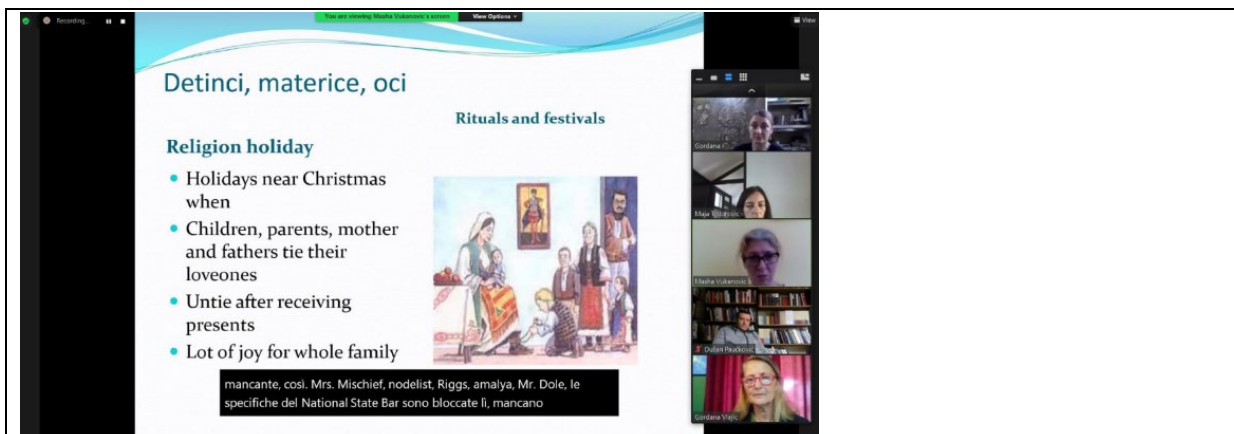 Recording...
You are viewing Masha Vukanovic's screen
View Options
View
Detinci, materice, oci
Rituals and festivals
Religion holiday
• Holidays near Christmas
when
• Children, parents, mother
and fathers tie their
loveones
• Untie after receiving
presents
• Lot of joy for whole family
mancante, così. Mrs. Mischief, nodelist, Riggs, amalya, Mr. Dole, le
specifiche del National State Bar sono bloccate lì, mancano
Gordana
Maja Todorovic
Masha Vukanovic
Dušan
Gordana